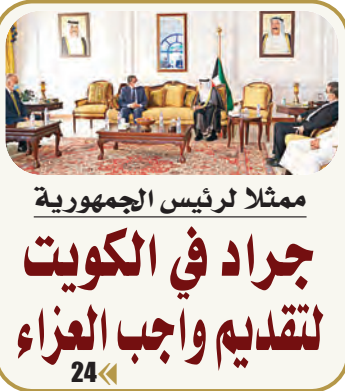 ممثلا لرئيس الجمهورية
جراد في الكويت
لتقديم واجب العزاء
24